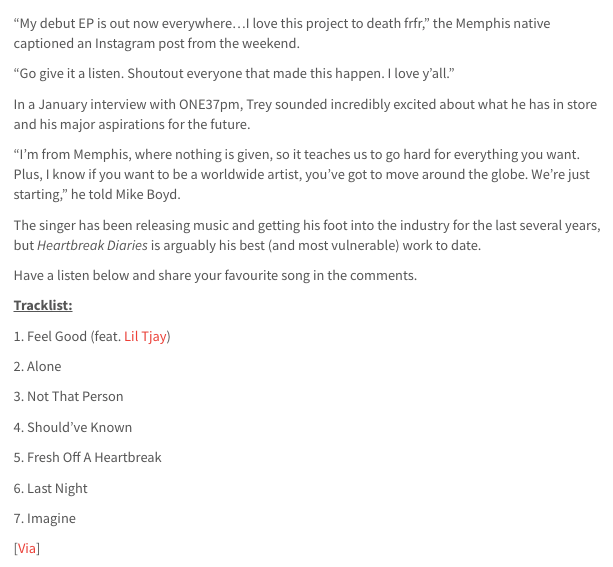 “My debut EP is out now everywhere…I love this project to death frfr,” the Memphis native
captioned an Instagram post from the weekend.
“Go give it a listen. Shoutout everyone that made this happen. I love y’all.”
In a January interview with ONE37pm, Trey sounded incredibly excited about what he has in store
and his major aspirations for the future.
“I’m from Memphis, where nothing is given, so it teaches us to go hard for everything you want.
Plus, I know if you want to be a worldwide artist, you’ve got to move around the globe. We’re just
starting,” he told Mike Boyd.
The singer has been releasing music and getting his foot into the industry for the last several years,
but Heartbreak Diaries is arguably his best (and most vulnerable) work to date.
Have a listen below and share your favourite song in the comments.
Tracklist:
1. Feel Good (feat. Lil Tjay)
2. Alone
3. Not That Person
4. Should’ve Known
5. Fresh Off A Heartbreak
6. Last Night
7. Imagine
[Via]